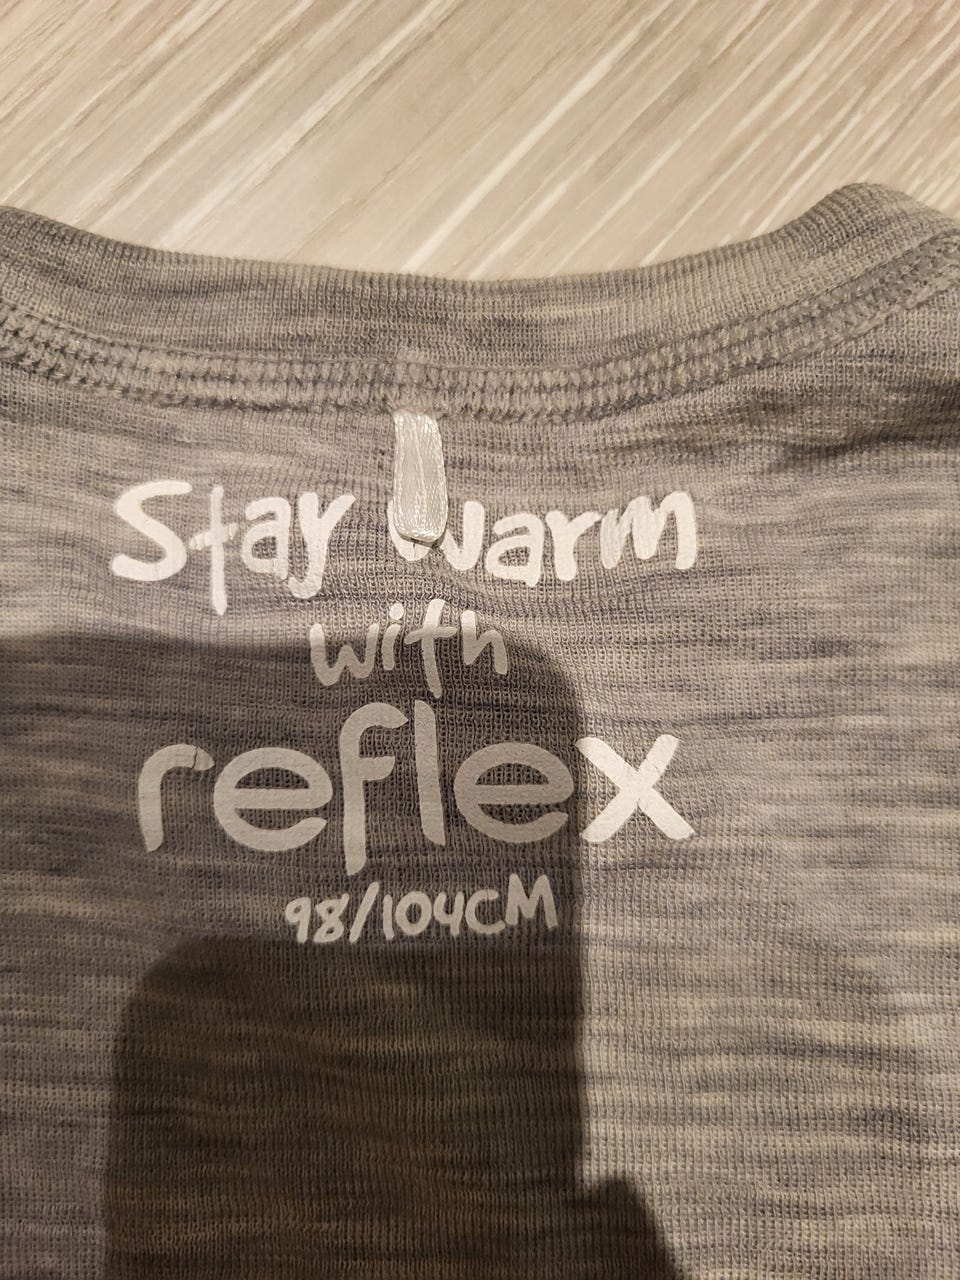 Stay Warm
with
reflex
98/104CM